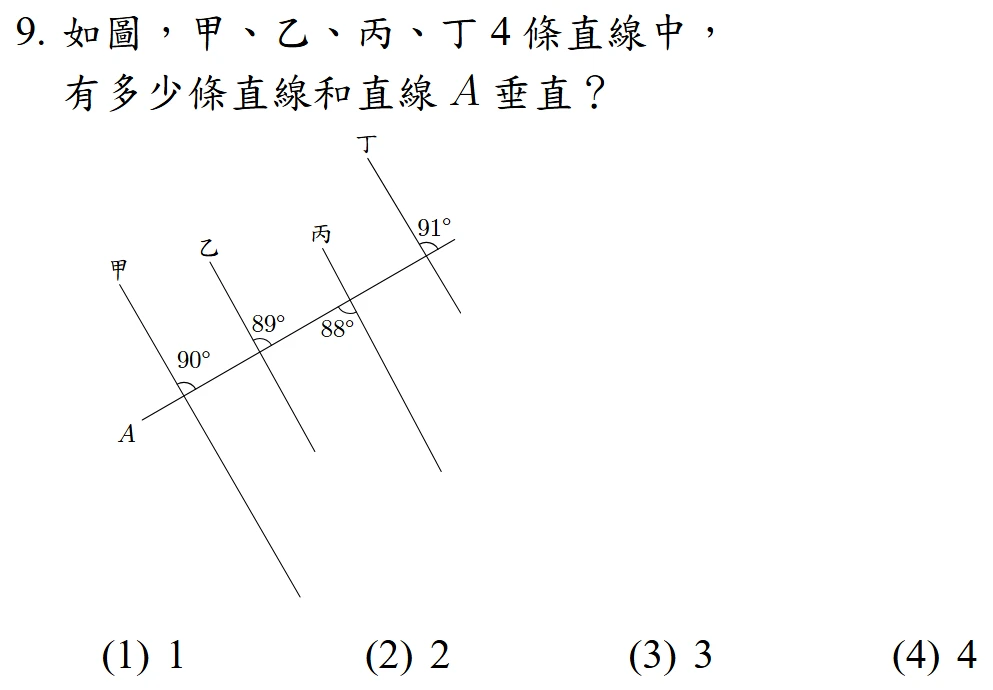 9. 如圖，甲、乙、丙、丁 4 條直線中，
有多少條直線和直線 A 垂直？
丁
91°
丙
乙
甲
89°
88°
90°
A
(1) 1 (2) 2 (3) 3 (4) 4